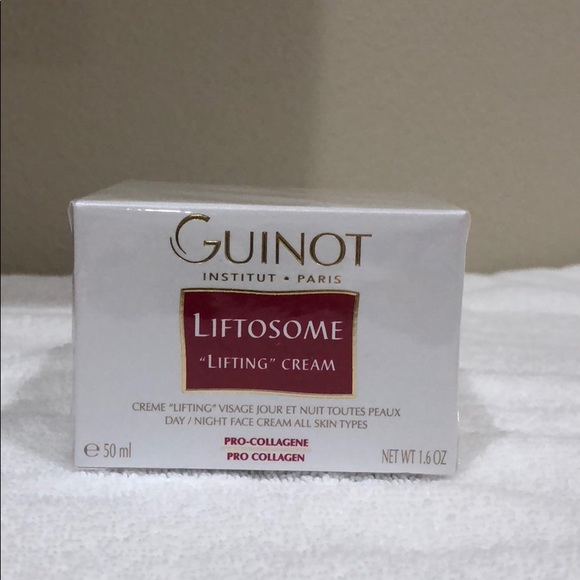 GUINOT
INSTITUT • PARIS
LIFTOSOME
"LIFTING" CREAM
CREME "LIFTING" VISAGE JOUR ET NUIT TOUTES PEAUX
DAY / NIGHT FACE CREAM ALL SKIN TYPES
PRO-COLLAGENE
PRO COLLAGEN
℮ 50 ml
NET WT 1.6 OZ